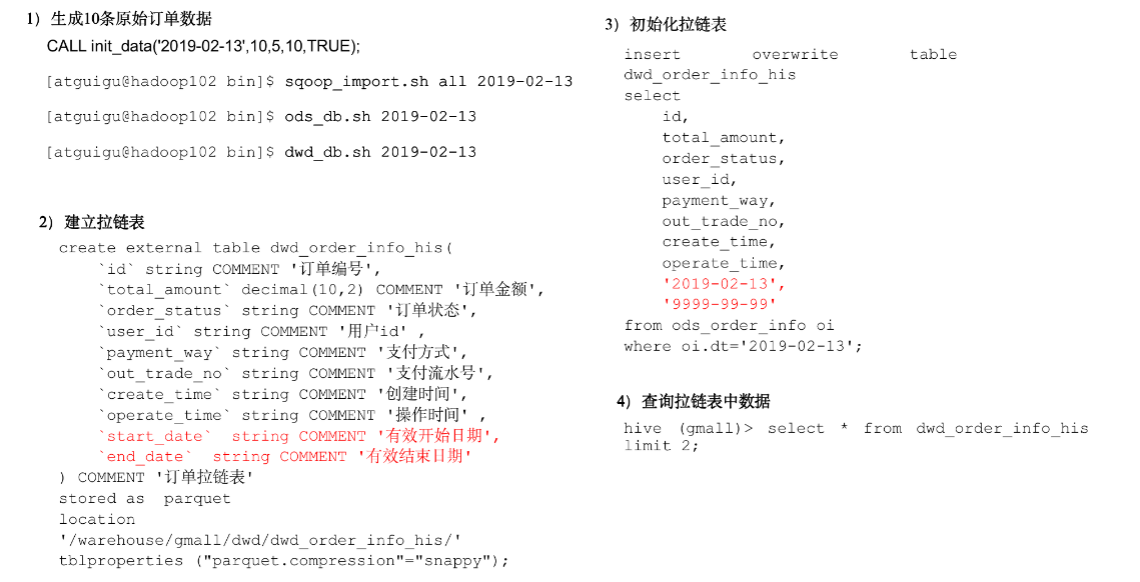 1）生成10条原始订单数据
CALL init_data('2019-02-13',10,5,10,TRUE);
[atguigu@hadoop102 bin]$ sqoop_import.sh all 2019-02-13
[atguigu@hadoop102 bin]$ ods_db.sh 2019-02-13
[atguigu@hadoop102 bin]$ dwd_db.sh 2019-02-13
2）建立拉链表
create external table dwd_order_info_his(
`id` string COMMENT '订单编号',
`total_amount` decimal(10,2) COMMENT '订单金额',
`order_status` string COMMENT '订单状态',
`user_id` string COMMENT '用户id' ,
`payment_way` string COMMENT '支付方式',
`out_trade_no` string COMMENT '支付流水号',
`create_time` string COMMENT '创建时间',
`operate_time` string COMMENT '操作时间' ,
`start_date`  string COMMENT '有效开始日期',
`end_date`  string COMMENT '有效结束日期'
) COMMENT '订单拉链表'
stored as  parquet
location
'/warehouse/gmall/dwd/dwd_order_info_his/'
tblproperties ("parquet.compression"="snappy");
3）初始化拉链表
insert overwrite table
dwd_order_info_his
select
id,
total_amount,
order_status,
user_id,
payment_way,
out_trade_no,
create_time,
operate_time,
'2019-02-13',
'9999-99-99'
from ods_order_info oi
where oi.dt='2019-02-13';
4）查询拉链表中数据
hive (gmall)> select * from dwd_order_info_his
limit 2;